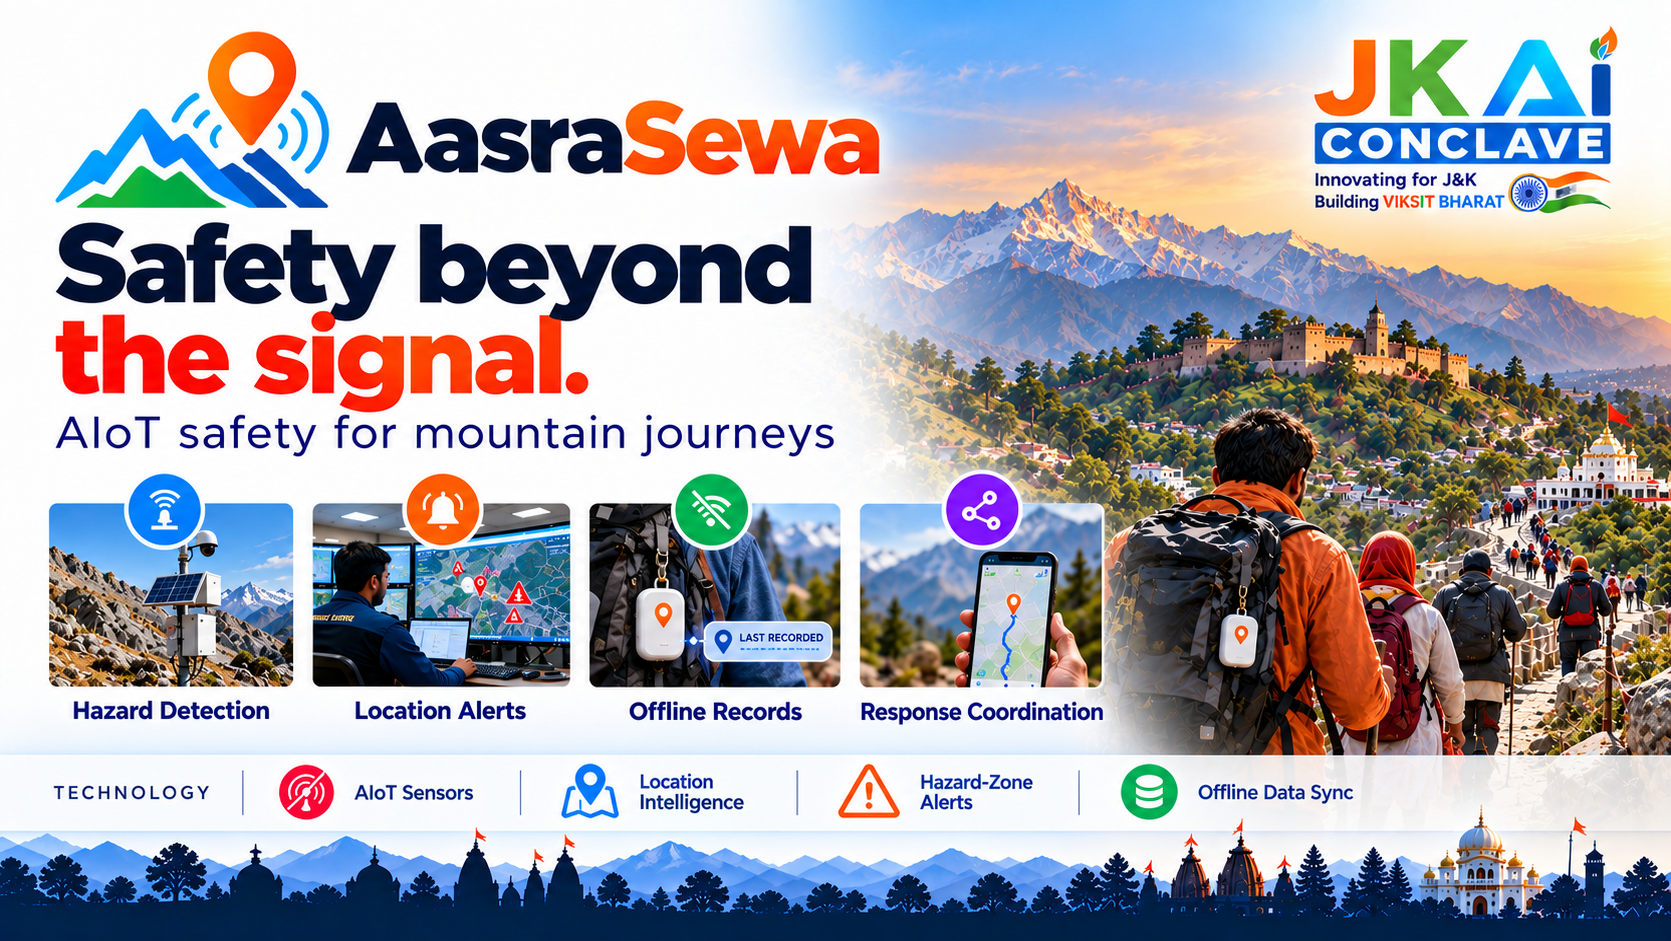 AasraSewa
JK Ai
CONCLAVE
Innovating for J&K
Building VIKSIT BHARAT
Safety beyond
the signal.
AIoT safety for mountain journeys
LAST RECORDED
Hazard Detection
Location Alerts
Offline Records
Response Coordination
TECHNOLOGY
AIoT Sensors
Location
Intelligence
Hazard-Zone
Alerts
Offline Data Sync